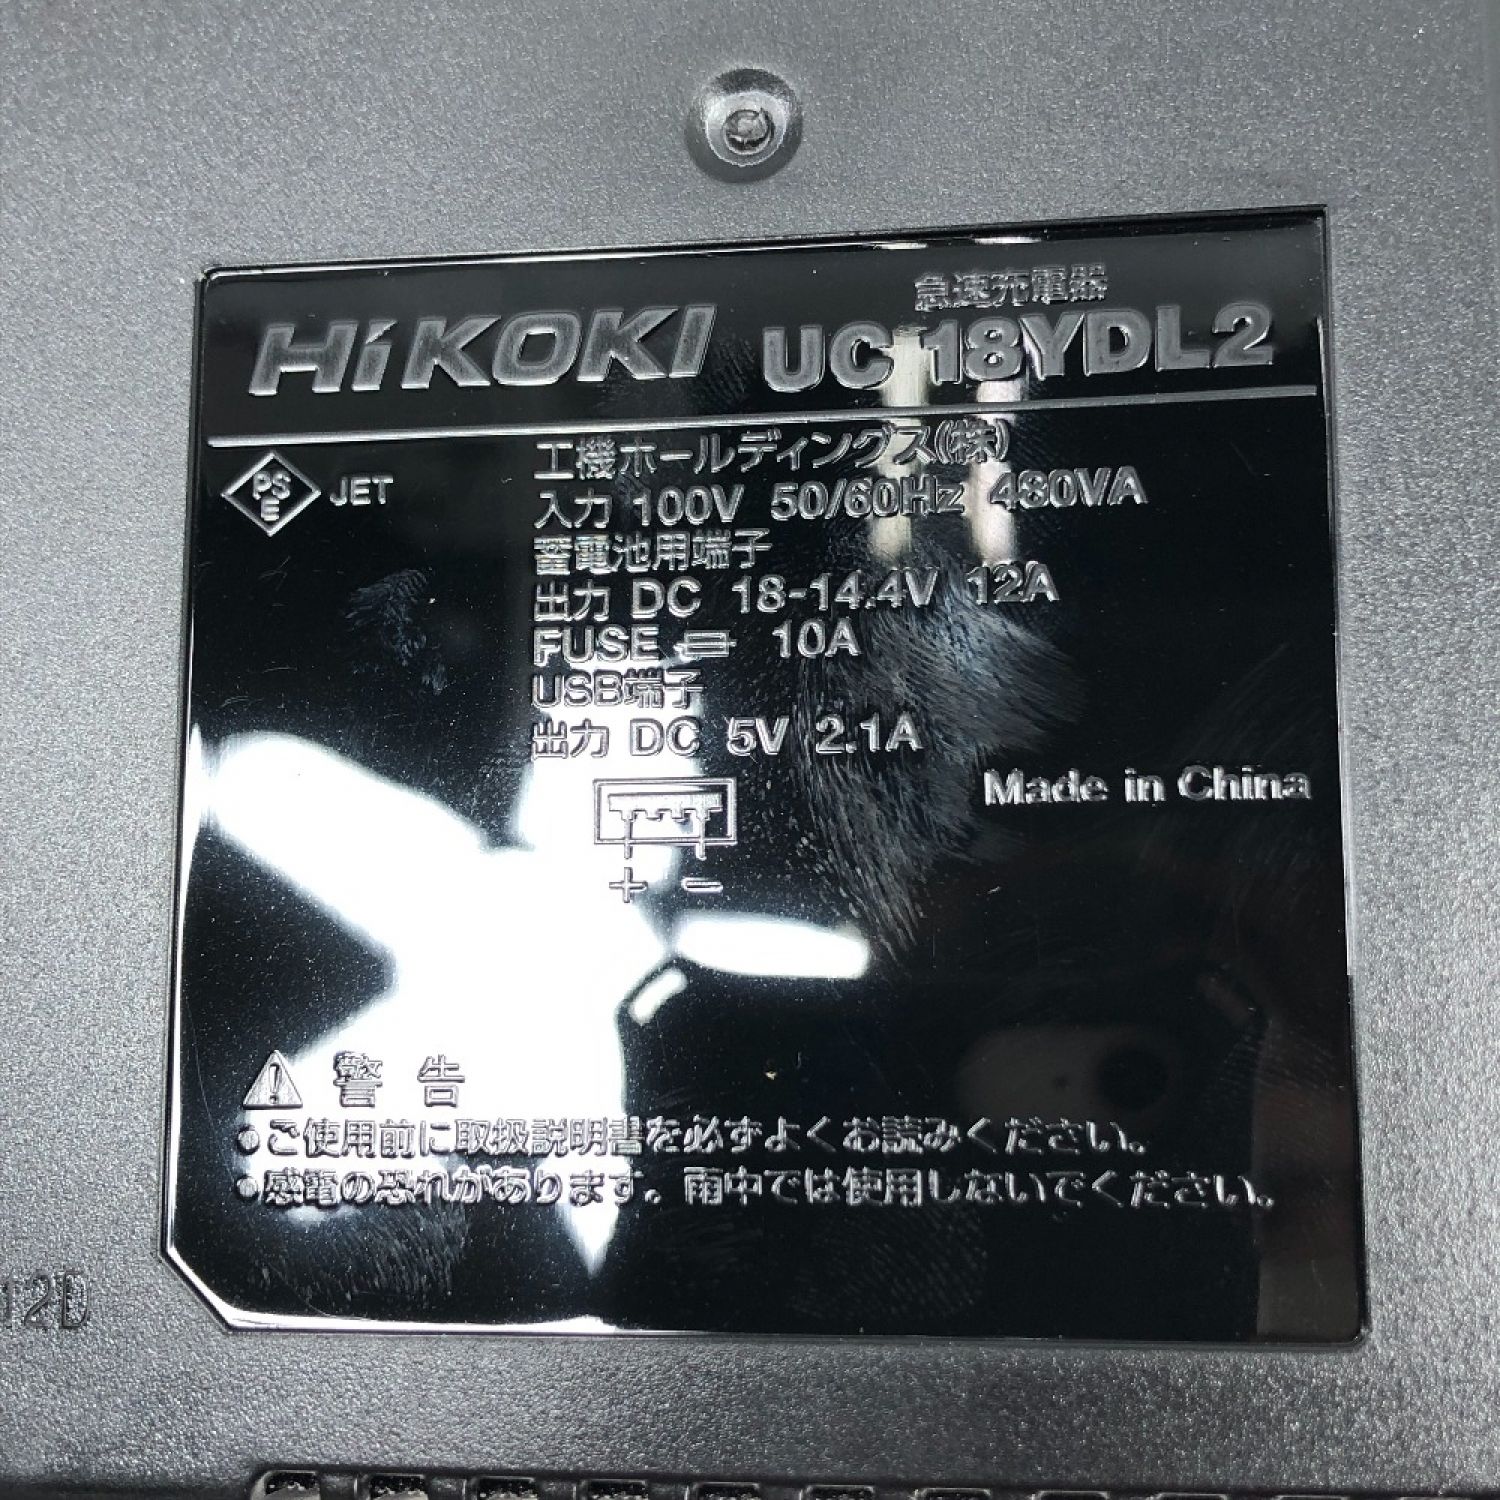 急速充電器
HiKOKI UC 18YDL2
PS
E
JET
工機ホールディングス(株)
入力 100V 50/60Hz 480VA
蓄電池用端子
出力 DC 18-14.4V 12A
FUSE 10A
USB端子
出力 DC 5V 2.1A
Made in China
+ −
警告
•ご使用前に取扱説明書を必ずよくお読みください。
•感電の恐れがあります。雨中では使用しないでください。
12D